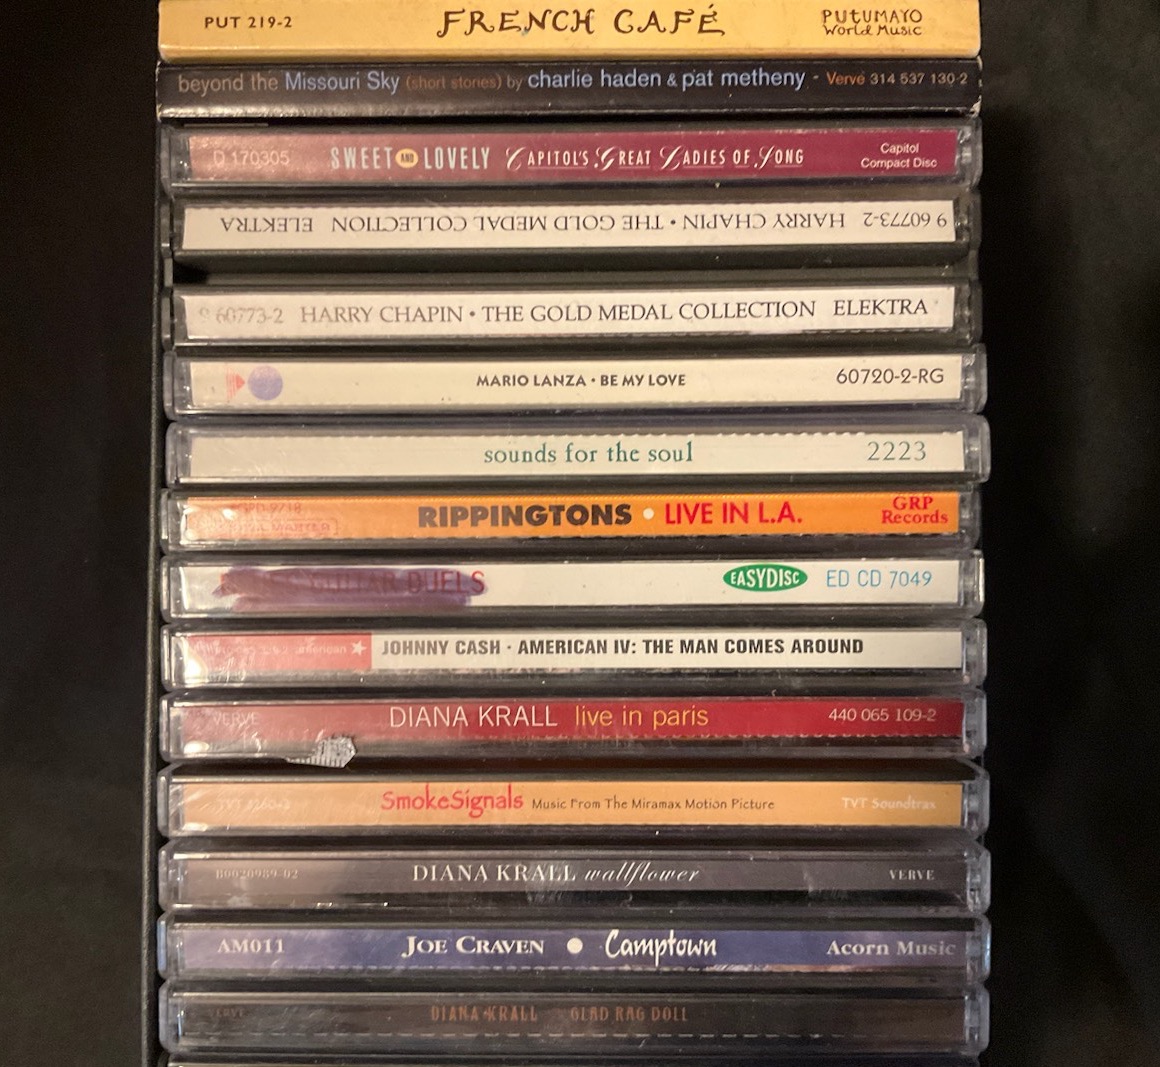 PUT 219-2 FRENCH CAFÉ PUTUMAYO World Music
beyond the Missouri Sky (short stories) by charlie haden & pat metheny - Verve 314 537 130-2
D 170305 SWEET AND LOVELY CAPITOL'S GREAT LADIES OF SONG Capitol Compact Disc
9 60773-2 HARRY CHAPIN • THE GOLD MEDAL COLLECTION ELEKTRA
9 60773-2 HARRY CHAPIN • THE GOLD MEDAL COLLECTION ELEKTRA
MARIO LANZA • BE MY LOVE 60720-2-RG
sounds for the soul 2223
RIPPINGTONS • LIVE IN L.A. GRP Records
GUITAR DUELS EASYDISC ED CD 7049
american JOHNNY CASH · AMERICAN IV: THE MAN COMES AROUND
VERVE DIANA KRALL live in paris 440 065 109-2
SmokeSignals Music From The Miramax Motion Picture TVT Soundtrax
B0020989-02 DIANA KRALL wallflower VERVE
AM011 JOE CRAVEN • Camptown Acorn Music
VERVE DIANA KRALL GLAD RAG DOLL